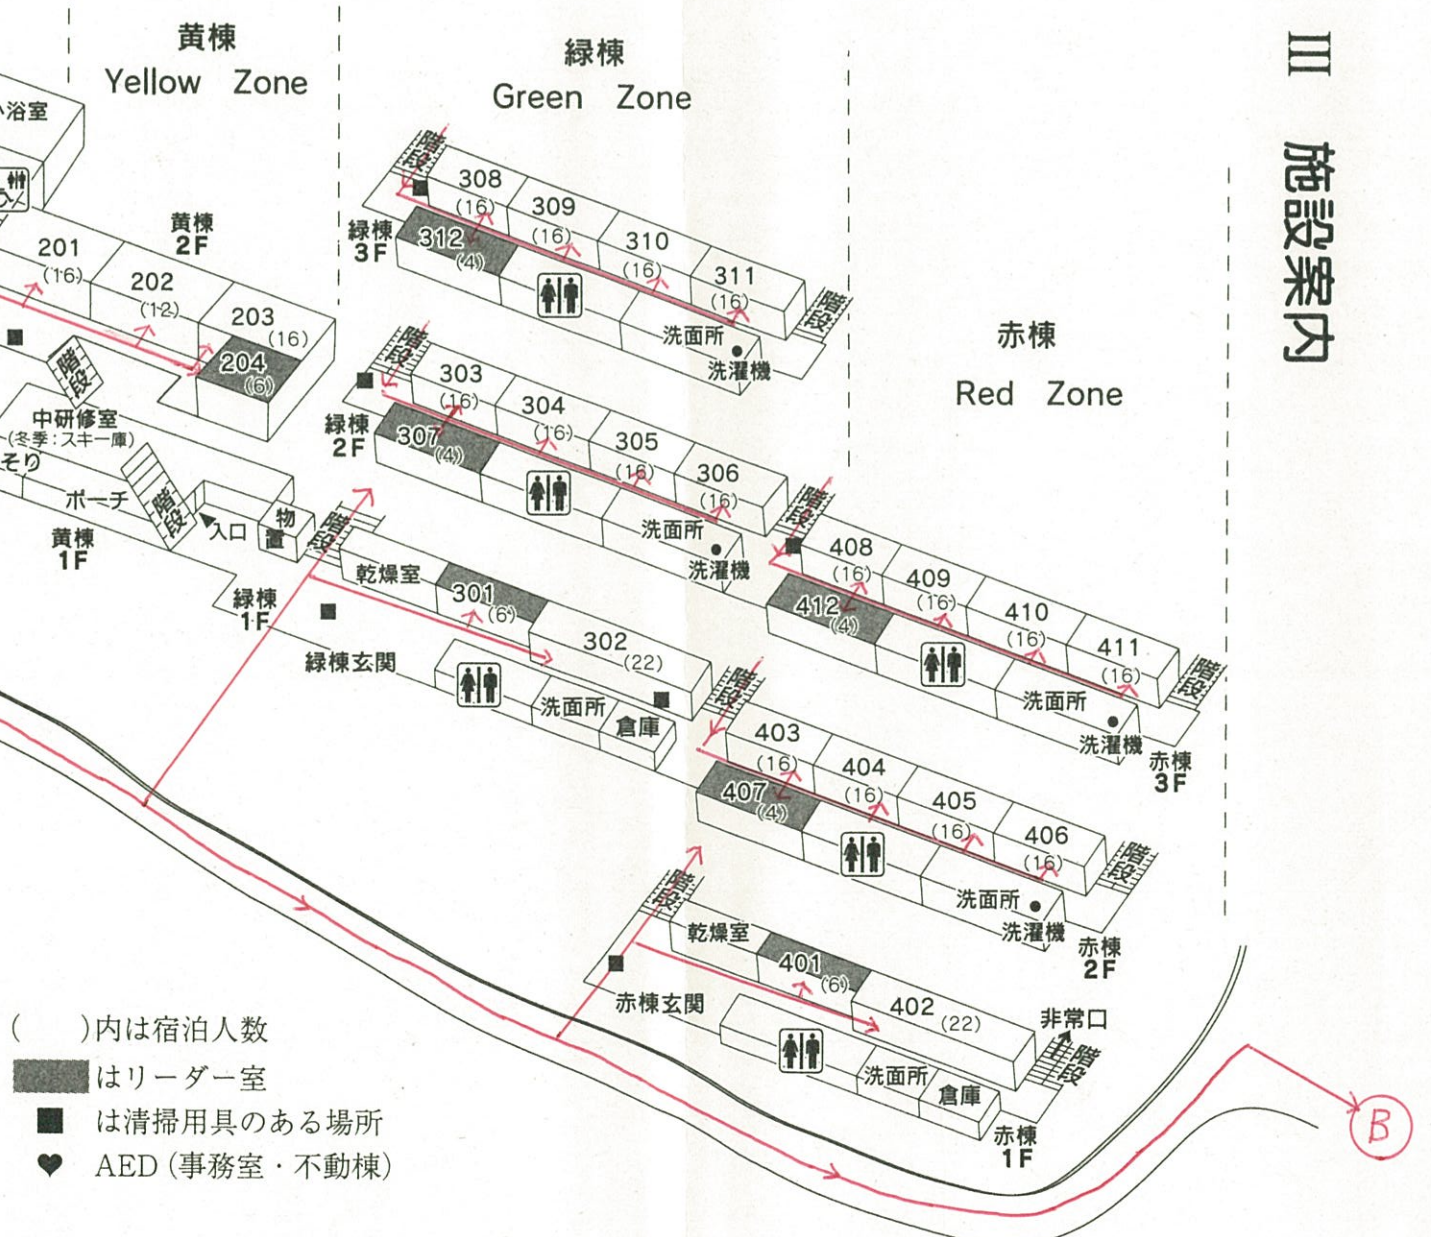 III 施設案内
黄棟
Yellow Zone
緑棟
Green Zone
赤棟
Red Zone
浴室
黄棟
2F
201
(16)
202
(12)
203
(16)
204
(6)
階段
中研修室
(冬季:スキー庫)
そり
ポーチ
階段
入口
物置
黄棟
1F
階段
308
(16)
309
(16)
310
(16)
311
(16)
312
(4)
緑棟
3F
洗面所
洗濯機
階段
階段
303
(16)
304
(16)
305
(16)
306
(16)
307
(4)
緑棟
2F
洗面所
洗濯機
階段
乾燥室
301
(6)
302
(22)
緑棟
1F
緑棟玄関
洗面所
倉庫
階段
408
(16)
409
(16)
410
(16)
411
(16)
412
(4)
洗面所
洗濯機
階段
赤棟
3F
階段
403
(16)
404
(16)
405
(16)
406
(16)
407
(4)
洗面所
洗濯機
階段
赤棟
2F
階段
乾燥室
401
(6)
402
(22)
赤棟玄関
洗面所
倉庫
非常口
階段
赤棟
1F
B
( )内は宿泊人数
はリーダー室
■ は清掃用具のある場所
♥ AED(事務室・不動棟)